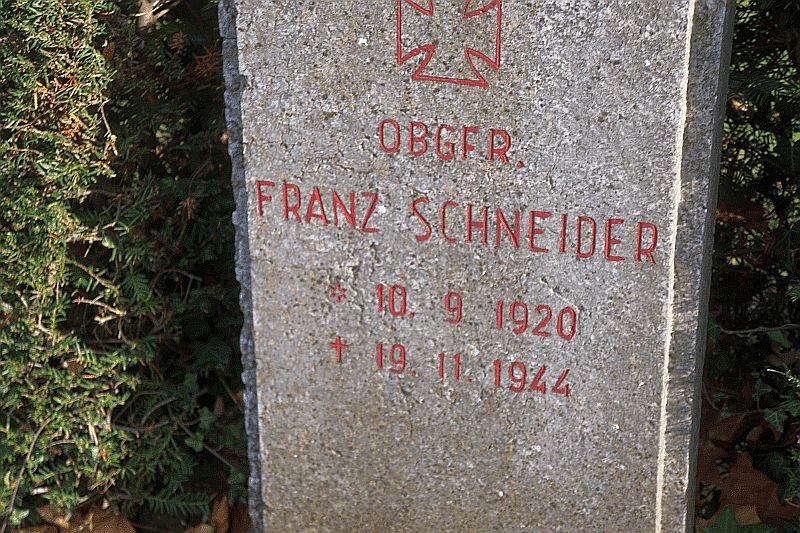 OBGFR.
FRANZ SCHNEIDER
* 10. 9 1920
† 19. 11. 1944